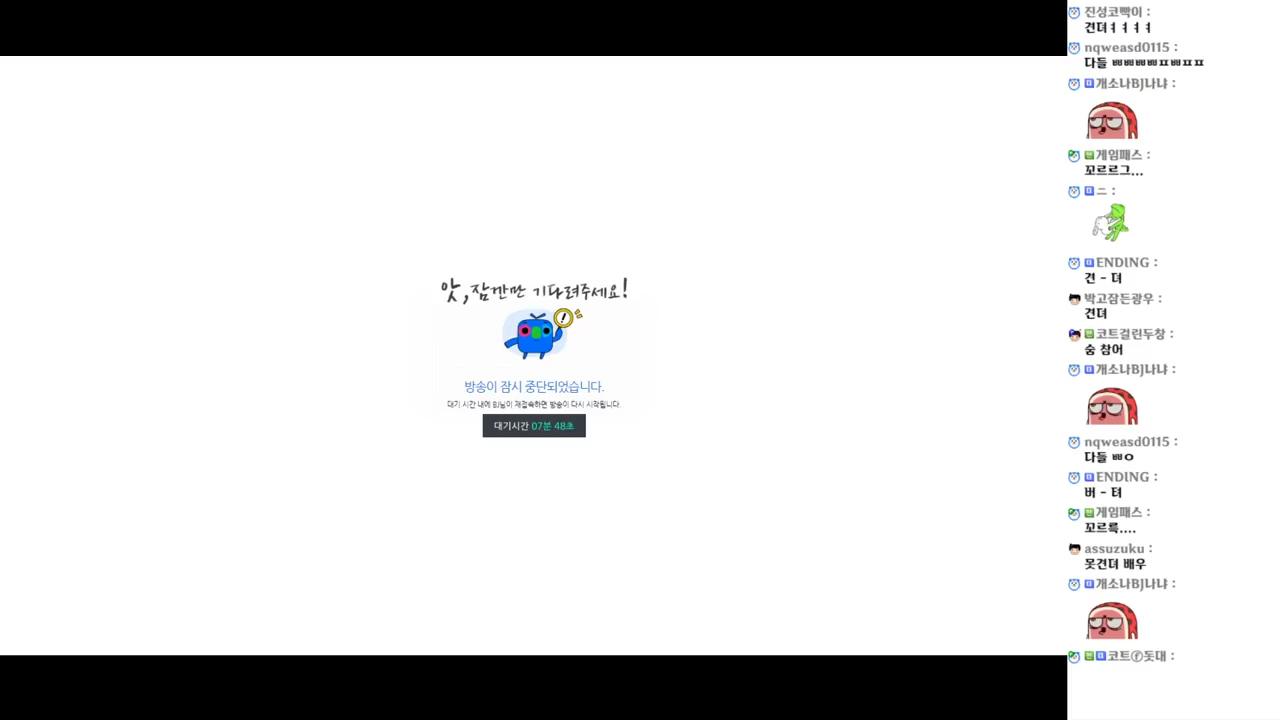 앗,잠깐만 기다려주세요!
방송이 잠시 중단되었습니다.
대기 시간 내에 BJ님이 재접속하면 방송이 다시 시작됩니다.
대기시간 07분 48초
진성코빡이 :
견뎌ㅕㅕㅕㅕ
nqweasd0115 :
다들 ㅃㅃㅃㅃㅍㅃㅍㅍ
개소나BJ나냐 :
게임패스 :
꼬르르그...
ㄷ :
ENDING :
견 - 뎌
박고잠든광우 :
견뎌
코트걸린두창 :
숨 참어
개소나BJ나냐 :
nqweasd0115 :
다들 ㅃㅇ
ENDING :
버 - 텨
게임패스 :
꼬르륵....
assuzuku :
못견뎌 배우
개소나BJ나냐 :
코트ⓕ돗대 :